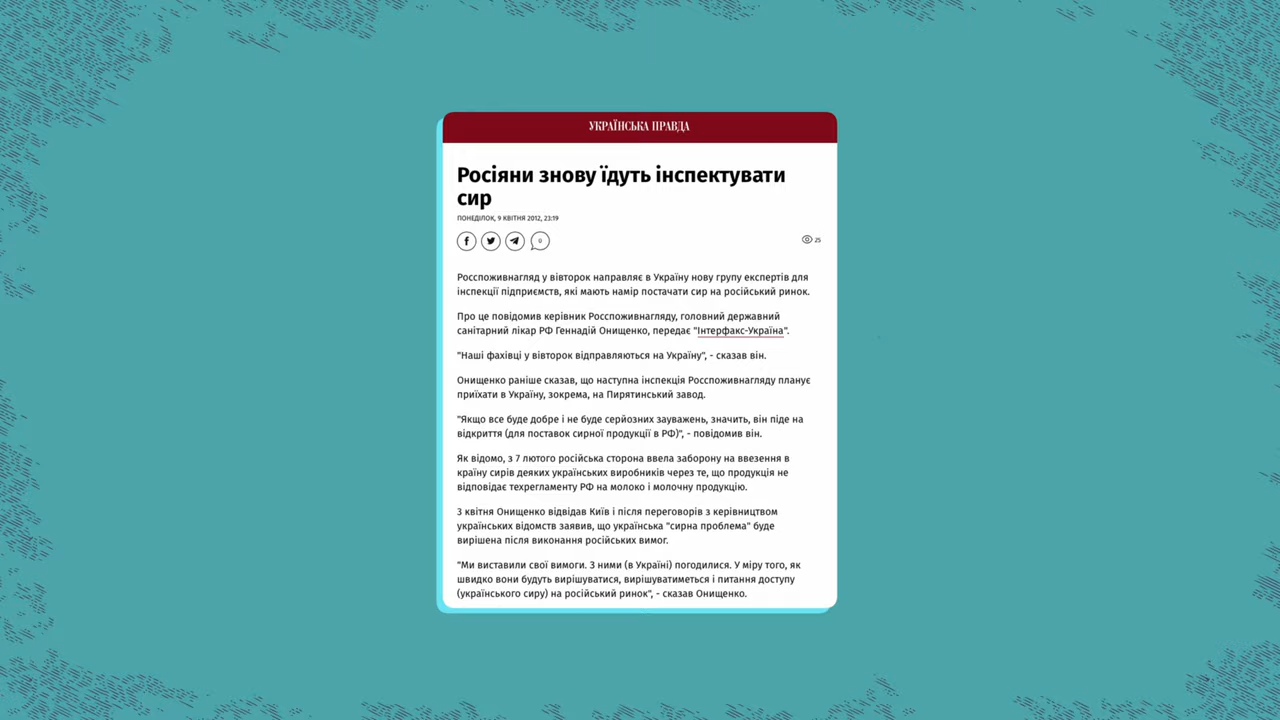 УКРАЇНСЬКА ПРАВДА
Росіяни знову їдуть інспектувати
сир
ПОНЕДІЛОК, 9 КВІТНЯ 2012, 23:19
0
25
Росспоживнагляд у вівторок направляє в Україну нову групу експертів для
інспекції підприємств, які мають намір постачати сир на російський ринок.
Про це повідомив керівник Росспоживнагляду, головний державний
санітарний лікар РФ Геннадій Онищенко, передає "Інтерфакс-Україна".
"Наші фахівці у вівторок відправляються на Україну", - сказав він.
Онищенко раніше сказав, що наступна інспекція Росспоживнагляду планує
приїхати в Україну, зокрема, на Пирятинський завод.
"Якщо все буде добре і не буде серйозних зауважень, значить, він піде на
відкриття (для поставок сирної продукції в РФ)", - повідомив він.
Як відомо, з 7 лютого російська сторона ввела заборону на ввезення в
країну сирів деяких українських виробників через те, що продукція не
відповідає техрегламенту РФ на молоко і молочну продукцію.
3 квітня Онищенко відвідав Київ і після переговорів з керівництвом
українських відомств заявив, що українська "сирна проблема" буде
вирішена після виконання російських вимог.
"Ми виставили свої вимоги. З ними (в Україні) погодилися. У міру того, як
швидко вони будуть вирішуватися, вирішуватиметься і питання доступу
(українського сиру) на російський ринок", - сказав Онищенко.